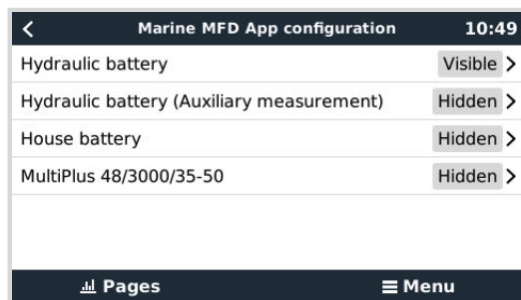 Marine MFD App configuration 10:49
Hydraulic battery Visible
Hydraulic battery (Auxiliary measurement) Hidden
House battery Hidden
MultiPlus 48/3000/35-50 Hidden
Pages Menu